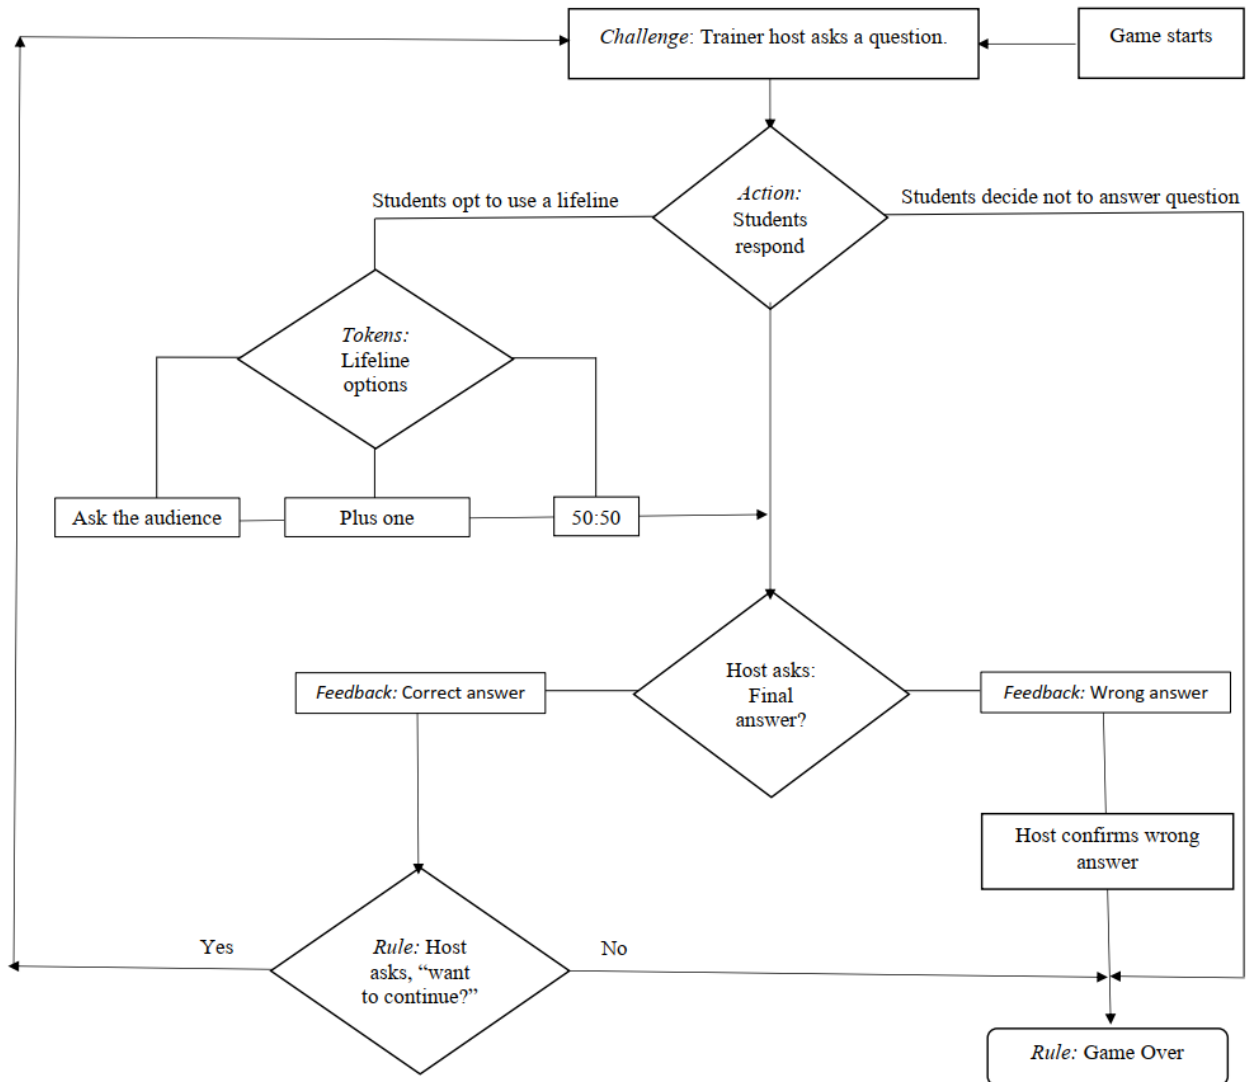 Challenge: Trainer host asks a question.
Game starts
Action:
Students
respond
Students opt to use a lifeline
Students decide not to answer question
Tokens:
Lifeline
options
Ask the audience
Plus one
50:50
Host asks:
Final
answer?
Feedback: Correct answer
Feedback: Wrong answer
Host confirms wrong
answer
Rule: Host
asks, “want
to continue?”
Yes
No
Rule: Game Over